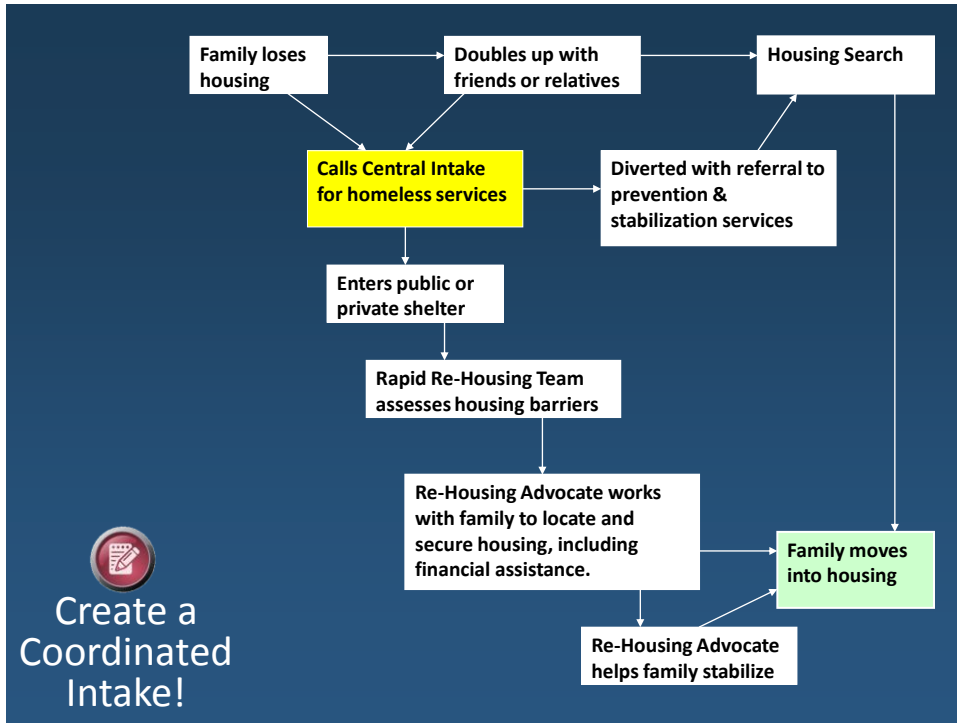 Family loses
housing
Doubles up with
friends or relatives
Housing Search
Calls Central Intake
for homeless services
Diverted with referral to
prevention &
stabilization services
Enters public or
private shelter
Rapid Re-Housing Team
assesses housing barriers
Re-Housing Advocate works
with family to locate and
secure housing, including
financial assistance.
Family moves
into housing
Re-Housing Advocate
helps family stabilize
Create a
Coordinated
Intake!